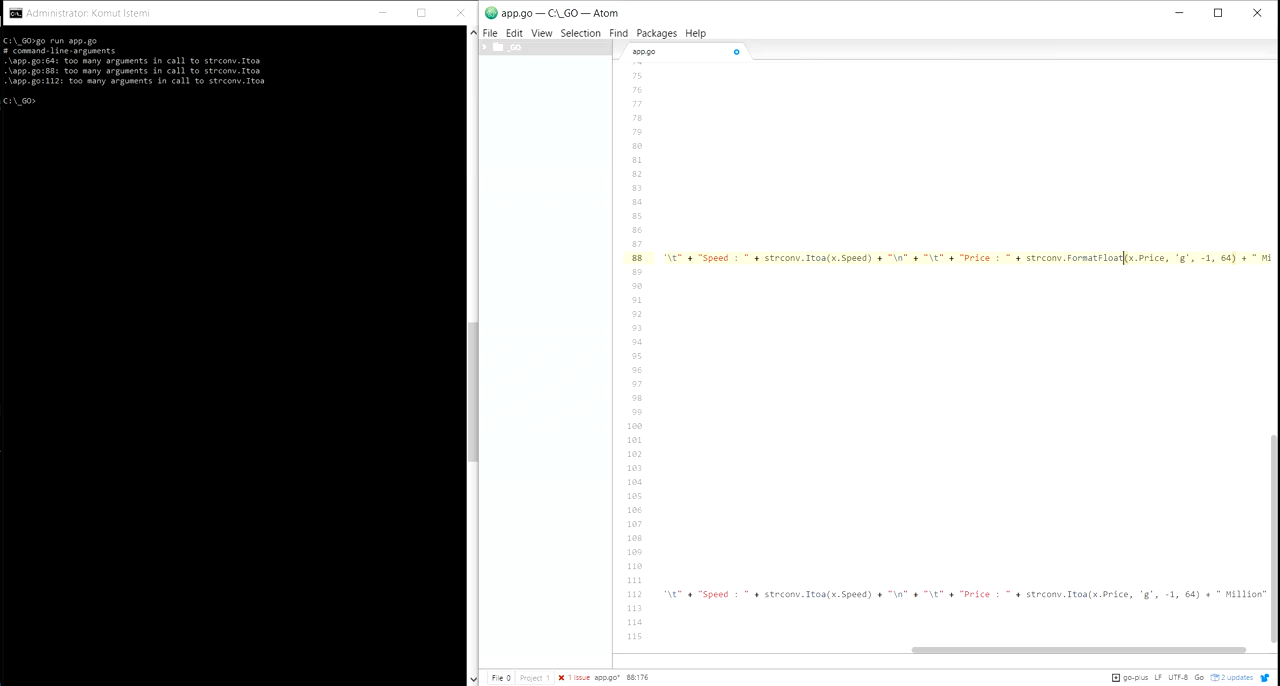 Administrator: Komut İstemi
C:\_GO>go run app.go
# command-line-arguments
.\app.go:64: too many arguments in call to strconv.Itoa
.\app.go:88: too many arguments in call to strconv.Itoa
.\app.go:112: too many arguments in call to strconv.Itoa
C:\_GO>
app.go — C:\_GO — Atom
File Edit View Selection Find Packages Help
_GO
app.go
74
75
76
77
78
79
80
81
82
83
84
85
86
87
88 "\t" + "Speed : " + strconv.Itoa(x.Speed) + "\n" + "\t" + "Price : " + strconv.FormatFloat(x.Price, 'g', -1, 64) + " Mi
89
90
91
92
93
94
95
96
97
98
99
100
101
102
103
104
105
106
107
108
109
110
111
112 "\t" + "Speed : " + strconv.Itoa(x.Speed) + "\n" + "\t" + "Price : " + strconv.Itoa(x.Price, 'g', -1, 64) + " Million"
113
114
115
File 0 Project 1 1 Issue app.go* 88:176 go-plus LF UTF-8 Go 2 updates